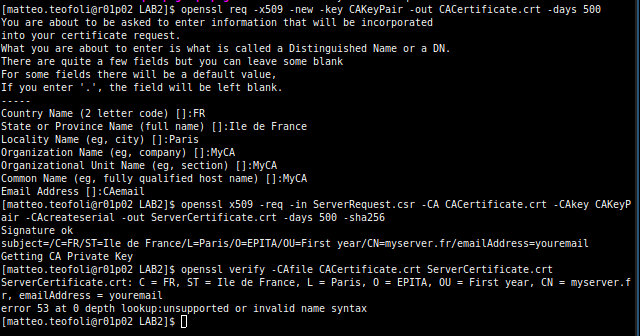 [matteo.teofoli@r01p02 LAB2]$ openssl req -x509 -new -key CAKeyPair -out CACertificate.crt -days 500
You are about to be asked to enter information that will be incorporated
into your certificate request.
What you are about to enter is what is called a Distinguished Name or a DN.
There are quite a few fields but you can leave some blank
For some fields there will be a default value,
If you enter '.', the field will be left blank.
-----
Country Name (2 letter code) []:FR
State or Province Name (full name) []:Ile de France
Locality Name (eg, city) []:Paris
Organization Name (eg, company) []:MyCA
Organizational Unit Name (eg, section) []:MyCA
Common Name (eg, fully qualified host name) []:MyCA
Email Address []:CAemail
[matteo.teofoli@r01p02 LAB2]$ openssl x509 -req -in ServerRequest.csr -CA CACertificate.crt -CAkey CAKeyP
air -CAcreateserial -out ServerCertificate.crt -days 500 -sha256
Signature ok
subject=/C=FR/ST=Ile de France/L=Paris/O=EPITA/OU=First year/CN=myserver.fr/emailAddress=youremail
Getting CA Private Key
[matteo.teofoli@r01p02 LAB2]$ openssl verify -CAfile CACertificate.crt ServerCertificate.crt
ServerCertificate.crt: C = FR, ST = Ile de France, L = Paris, O = EPITA, OU = First year, CN = myserver.f
r, emailAddress = youremail
error 53 at 0 depth lookup:unsupported or invalid name syntax
[matteo.teofoli@r01p02 LAB2]$